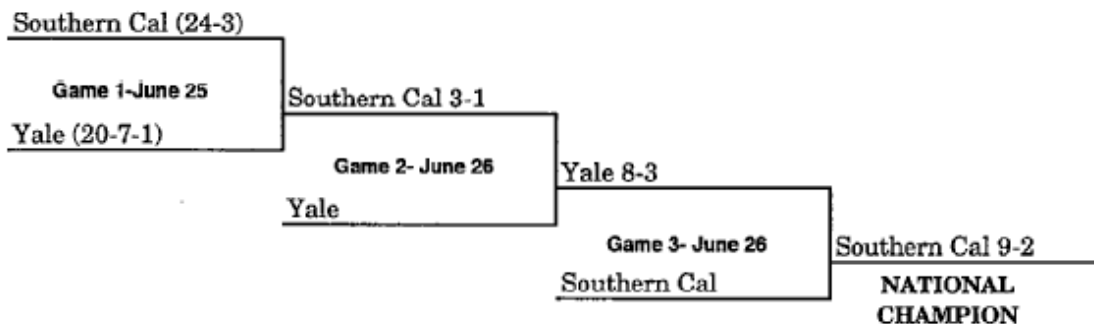 Southern Cal (24-3)
Game 1-June 25
Southern Cal 3-1
Yale (20-7-1)
Game 2- June 26
Yale 8-3
Yale
Game 3- June 26
Southern Cal 9-2
Southern Cal
NATIONAL
CHAMPION